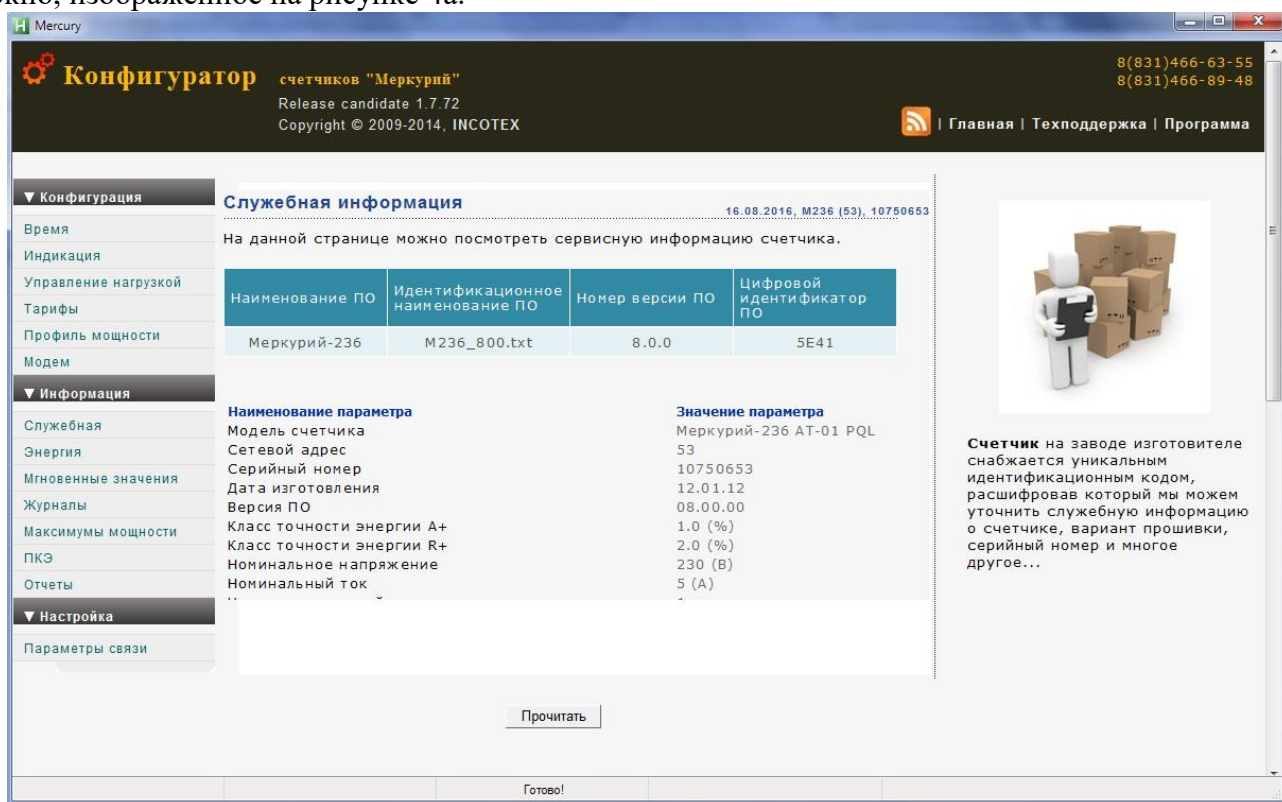 изображенное на рисунке 4а.
Mercury
Конфигуратор счетчиков "Меркурий"
Release candidate 1.7.72
Copyright © 2009-2014, INCOTEX
8(831)466-63-55
8(831)466-89-48
| Главная | Техподдержка | Программа
▼ Конфигурация
Время
Индикация
Управление нагрузкой
Тарифы
Профиль мощности
Модем
▼ Информация
Служебная
Энергия
Мгновенные значения
Журналы
Максимумы мощности
ПКЭ
Отчеты
▼ Настройка
Параметры связи
Служебная информация
16.08.2016, M236 (53), 10750653
На данной странице можно посмотреть сервисную информацию счетчика.
Наименование ПО
Идентификационное
наименование ПО
Номер версии ПО
Цифровой
идентификатор
ПО
Меркурий-236 M236_800.txt 8.0.0 5E41
Наименование параметра Значение параметра
Модель счетчика Меркурий-236 AT-01 PQL
Сетевой адрес 53
Серийный номер 10750653
Дата изготовления 12.01.12
Версия ПО 08.00.00
Класс точности энергии A+ 1.0 (%)
Класс точности энергии R+ 2.0 (%)
Номинальное напряжение 230 (В)
Номинальный ток 5 (А)
Прочитать
Счетчик на заводе изготовителе
снабжается уникальным
идентификационным кодом,
расшифровав который мы можем
уточнить служебную информацию
о счетчике, вариант прошивки,
серийный номер и многое
другое...
Готово!